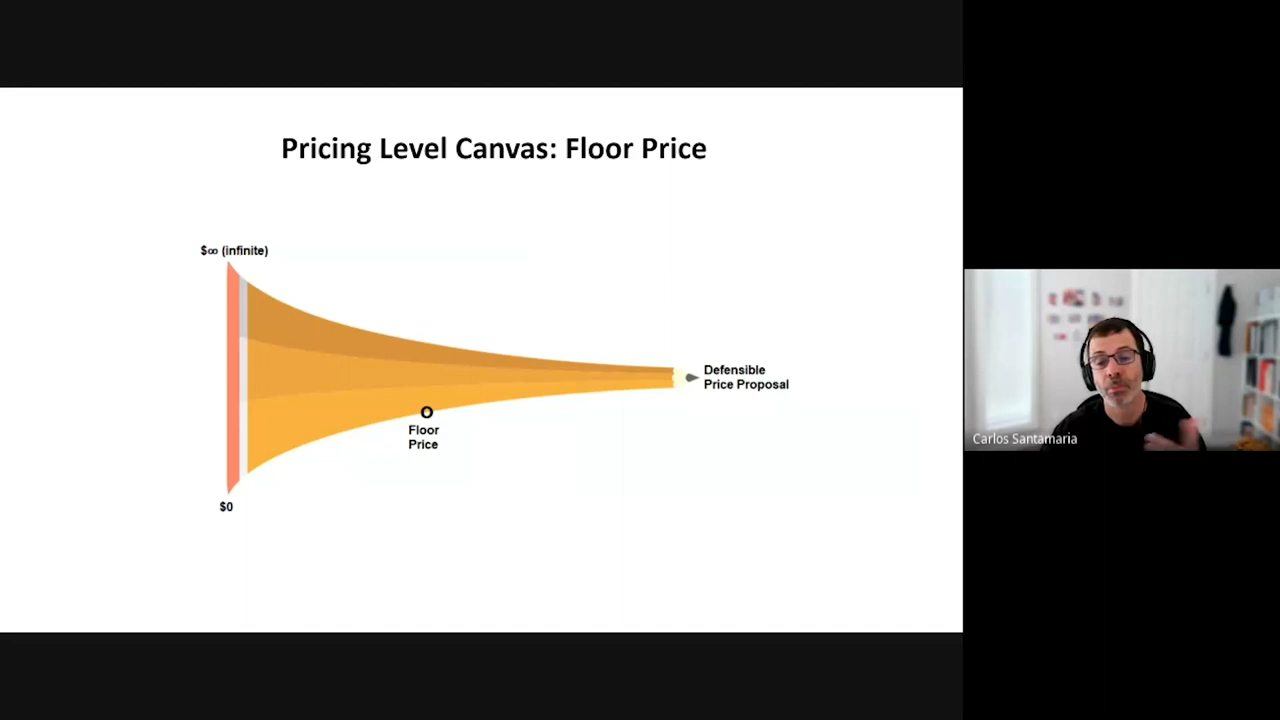 Pricing Level Canvas: Floor Price
$∞ (infinite)
Defensible
Price Proposal
O
Floor
Price
$0
Carlos Santamaria